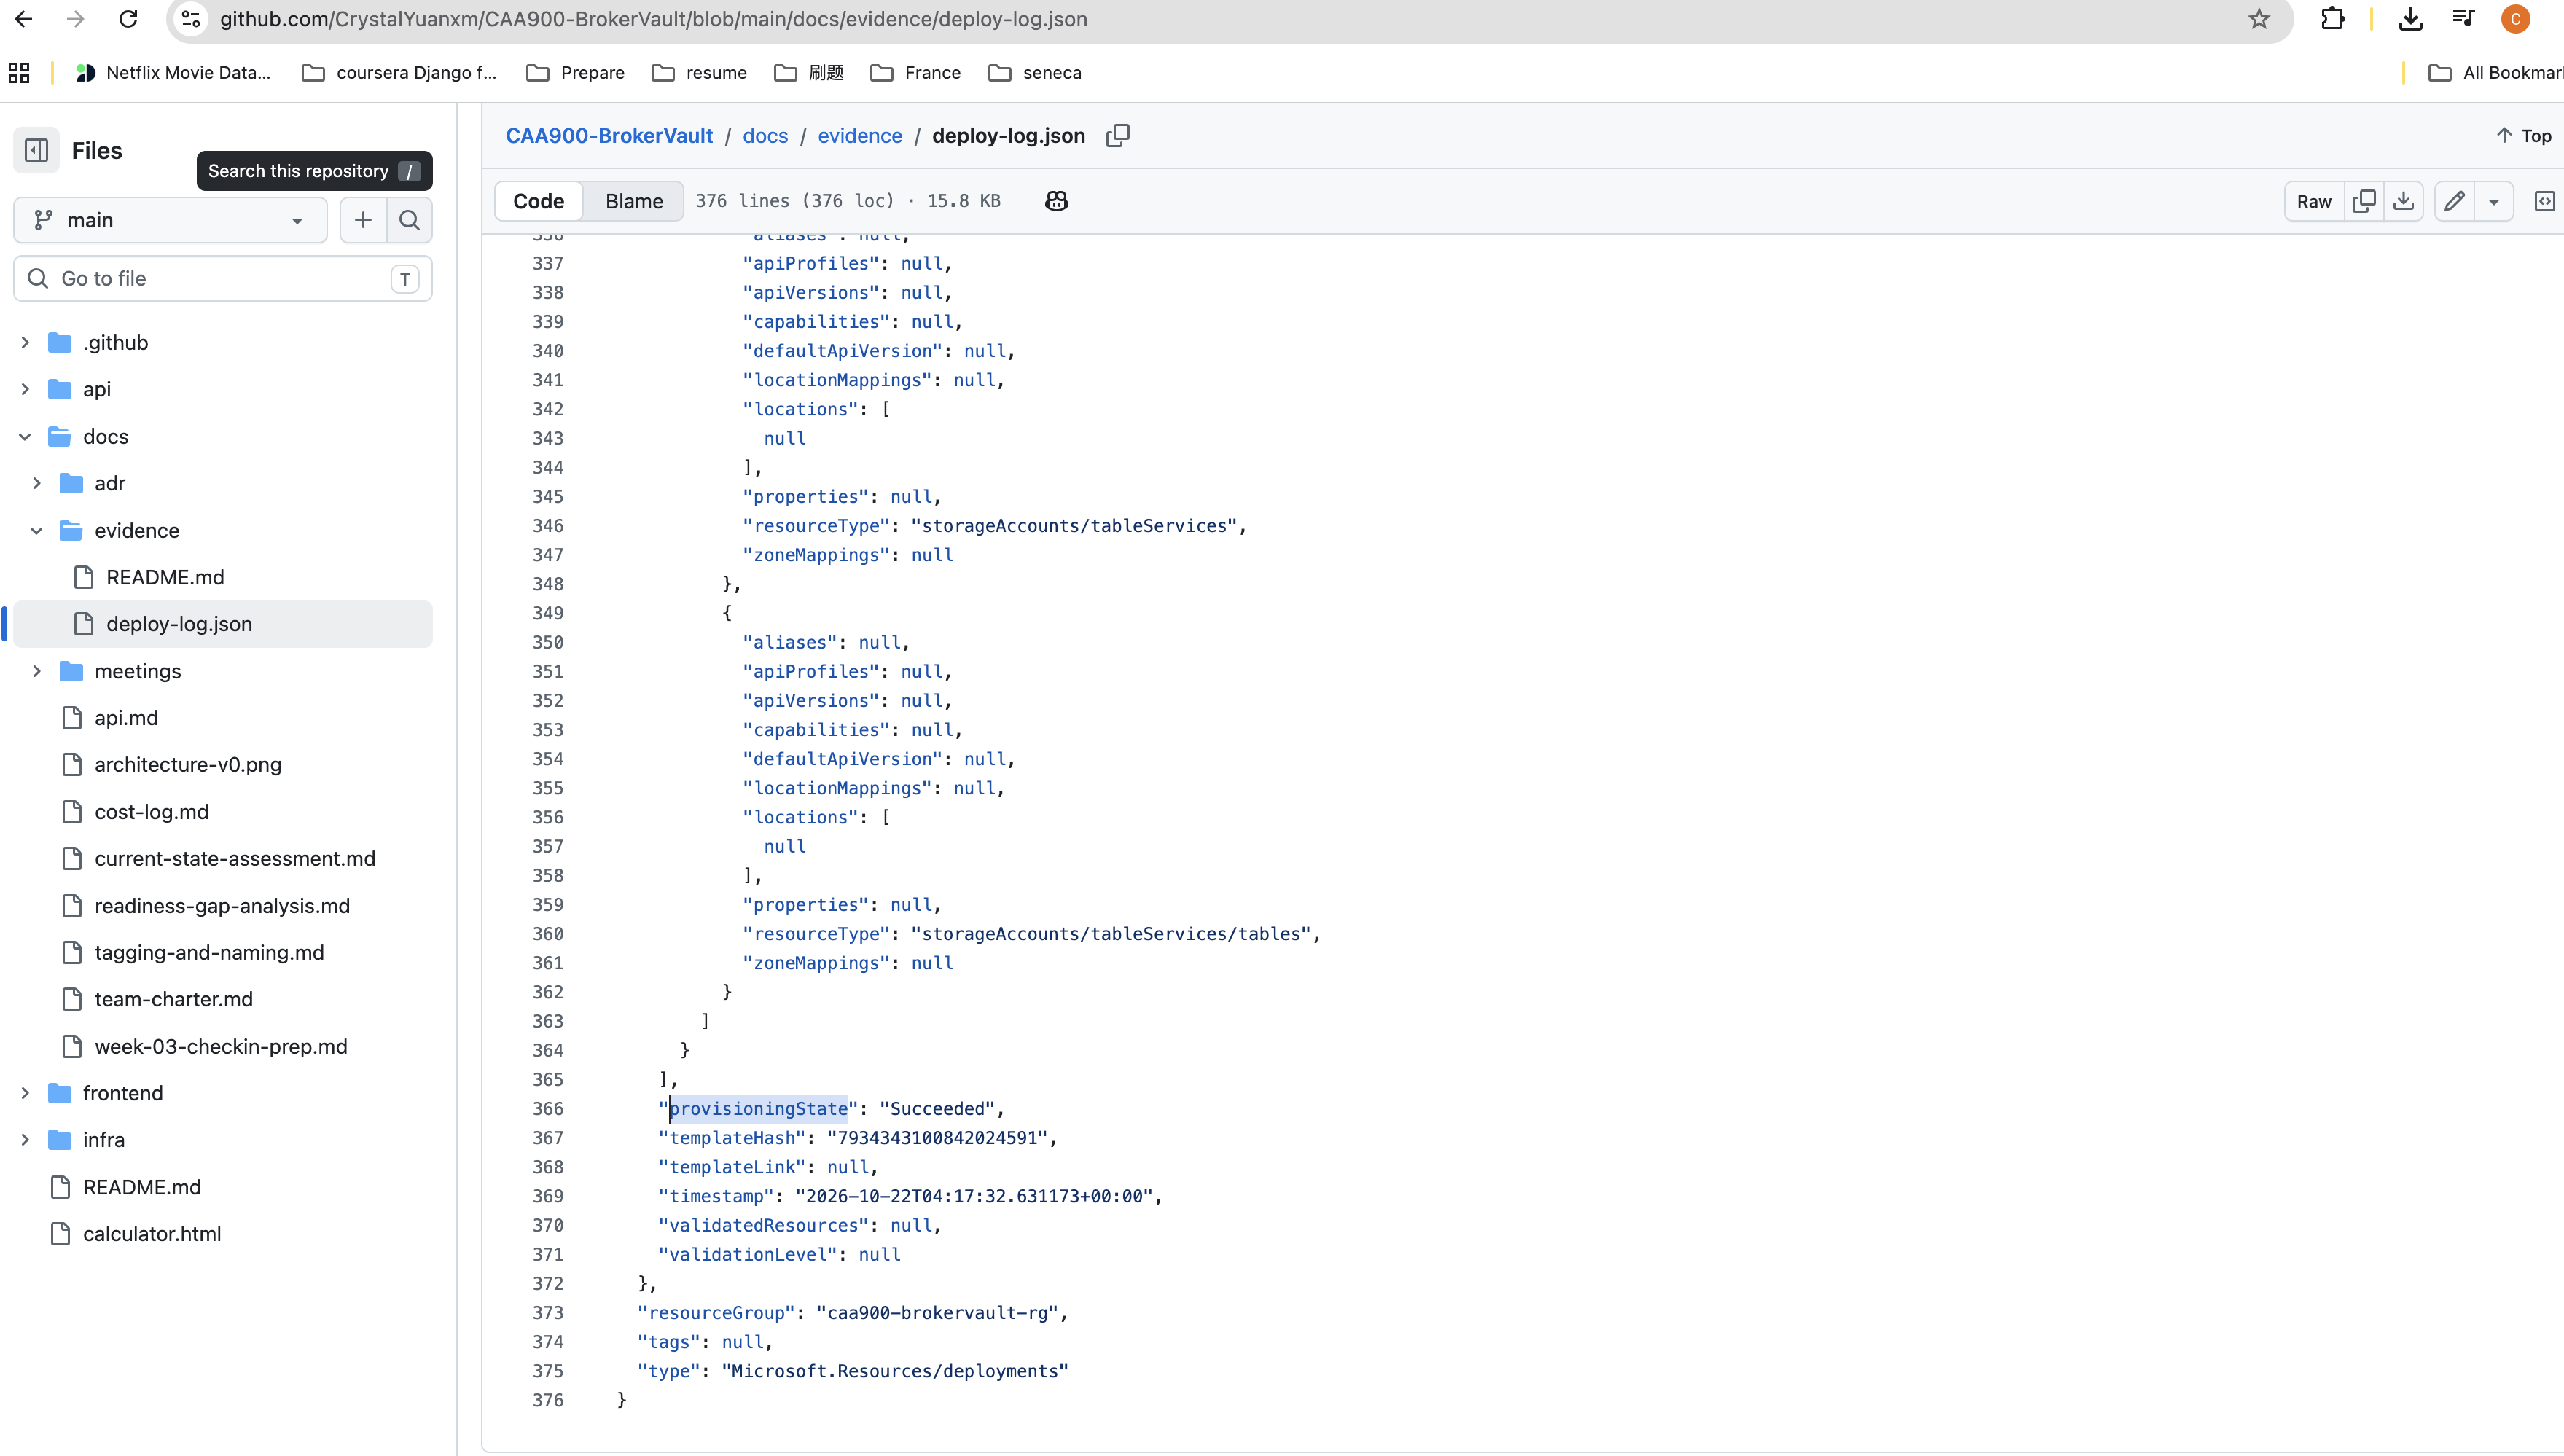 github.com/CrystalYuanxm/CAA900-BrokerVault/blob/main/docs/evidence/deploy-log.json
C
Netflix Movie Data...
coursera Django f...
Prepare
resume
刷题
France
seneca
All Bookmar
Files
Search this repository /
main
Go to file
T
.github
api
docs
adr
evidence
README.md
deploy-log.json
meetings
api.md
architecture-v0.png
cost-log.md
current-state-assessment.md
readiness-gap-analysis.md
tagging-and-naming.md
team-charter.md
week-03-checkin-prep.md
frontend
infra
README.md
calculator.html
CAA900-BrokerVault / docs / evidence / deploy-log.json
Top
Code Blame 376 lines (376 loc) · 15.8 KB
Raw
336 "aliases": null,
337 "apiProfiles": null,
338 "apiVersions": null,
339 "capabilities": null,
340 "defaultApiVersion": null,
341 "locationMappings": null,
342 "locations": [
343 null
344 ],
345 "properties": null,
346 "resourceType": "storageAccounts/tableServices",
347 "zoneMappings": null
348 },
349 {
350 "aliases": null,
351 "apiProfiles": null,
352 "apiVersions": null,
353 "capabilities": null,
354 "defaultApiVersion": null,
355 "locationMappings": null,
356 "locations": [
357 null
358 ],
359 "properties": null,
360 "resourceType": "storageAccounts/tableServices/tables",
361 "zoneMappings": null
362 }
363 ]
364 }
365 ],
366 "provisioningState": "Succeeded",
367 "templateHash": "7934343100842024591",
368 "templateLink": null,
369 "timestamp": "2026-10-22T04:17:32.631173+00:00",
370 "validatedResources": null,
371 "validationLevel": null
372 },
373 "resourceGroup": "caa900-brokervault-rg",
374 "tags": null,
375 "type": "Microsoft.Resources/deployments"
376 }